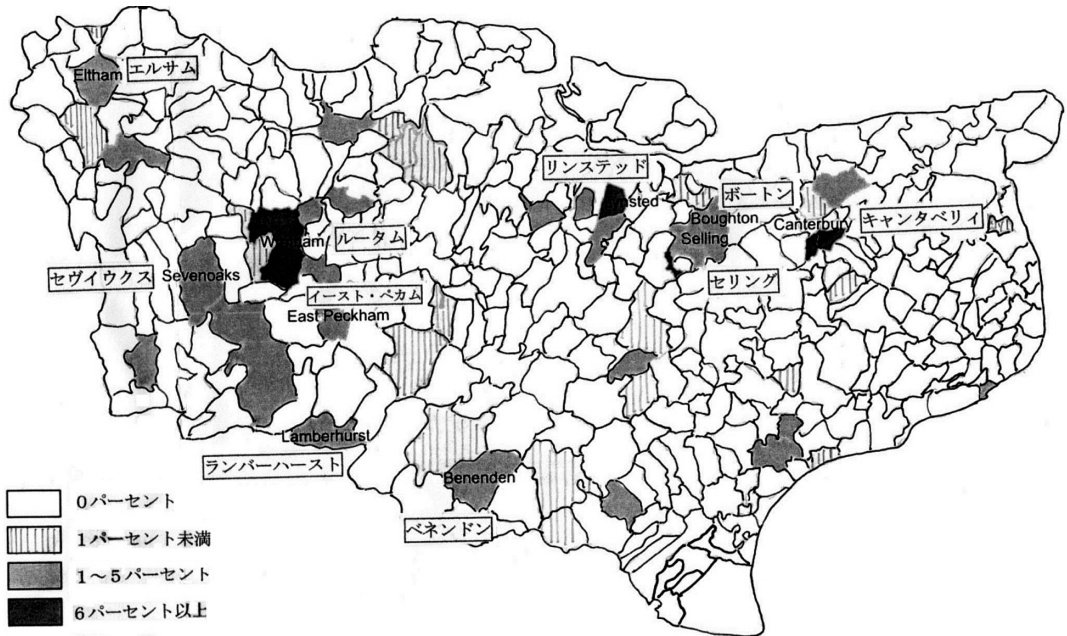 Eltham
エルサム
リンステッド
ボートン
Boughton
Canterbury
キャンタベリィ
Selling
ルータム
セヴイウクス
Sevenoaks
セリング
イースト・ペカム
East Peckham
Lamberhurst
ランバーハースト
Benenden
ベネンドン
0パーセント
1パーセント未満
1～5パーセント
6パーセント以上